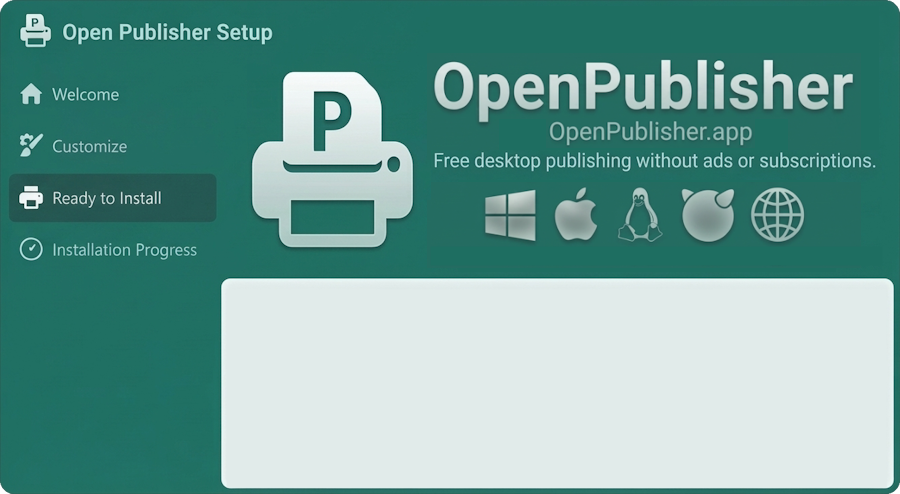 P
Open Publisher Setup
Welcome
Customize
Ready to Install
Installation Progress
P
OpenPublisher
OpenPublisher.app
Free desktop publishing without ads or subscriptions.